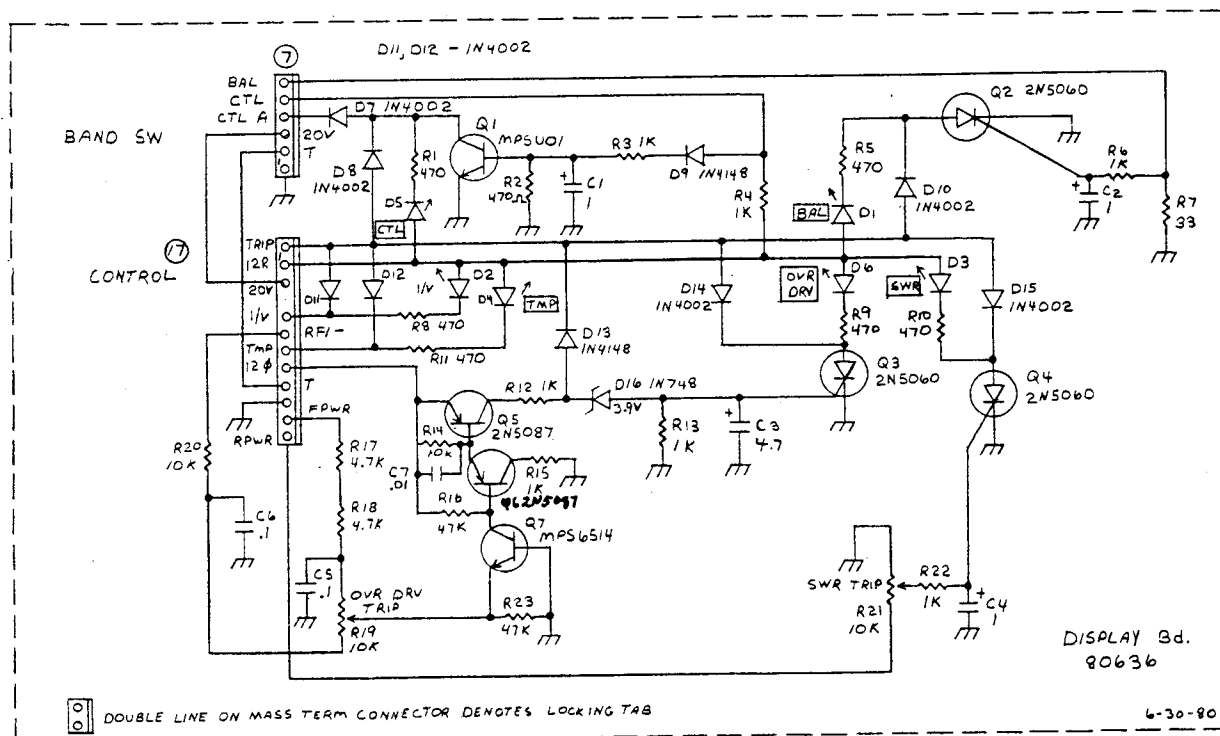 7
D11, D12 - 1N4002
BAL
CTL
CTL A
20V
T
1
BAND SW
D7 1N4002
D8
1N4002
R1
470
D5
CTL
Q1
MPSU01
R2
470Ω
C1
+
1
R3 1K
D9 1N4148
R4
1K
R5
470
BAL
D1
D10
1N4002
Q2 2N5060
R6
1K
+
C2
1
R7
33
17
CONTROL
TRIP
12R
20V
1/V
RF1-
TMP
12Φ
T
FPWR
RPWR
1
D11
D12
1/V
D2
D4
TMP
R8 470
R11 470
D13
1N4148
D14
1N4002
OVR
DRV
D6
R9
470
SWR
D3
R10
470
D15
1N4002
Q3
2N5060
Q4
2N5060
R12 1K
D16 1N748
3.9V
R13
1K
+
C3
4.7
Q5
2N5087
R14
10K
C7
.01
R15
1K
Q6 2N5087
R16
47K
Q7
MPS6514
R20
10K
R17
4.7K
R18
4.7K
C6
.1
C5
.1
OVR DRV
TRIP
R19
10K
R23
47K
SWR TRIP
R21
10K
R22
1K
+
C4
1
DISPLAY Bd.
80636
DOUBLE LINE ON MASS TERM CONNECTOR DENOTES LOCKING TAB
6-30-80